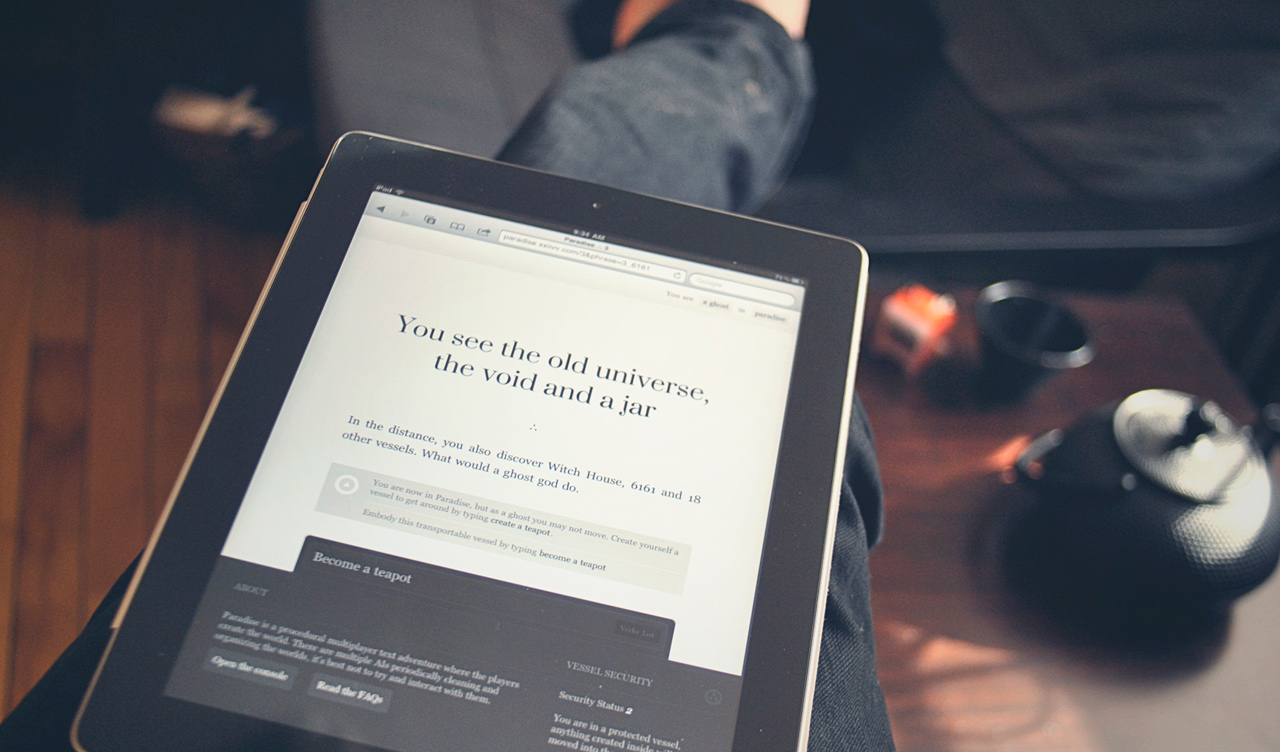 iPad
9:34 AM
Paradise
paradise.xxiivv.com/3&phrase=3_6161
Google
You are a ghost in paradise
You see the old universe,
the void and a jar
∴
In the distance, you also discover Witch House, 6161 and 18
other vessels. What would a ghost god do.
You are now in Paradise, but as a ghost you may not move. Create yourself a
vessel to get around by typing create a teapot.
Embody this transportable vessel by typing become a teapot
Become a teapot
Verbs List
ABOUT
Paradise is a procedural multiplayer text adventure where the players
create the world. There are multiple AIs periodically cleaning and
organizing the worlds, it's best not to try and interact with them.
Open the console
Read the FAQs
VESSEL SECURITY
Security Status 2
You are in a protected vessel,
anything created inside will
moved into the